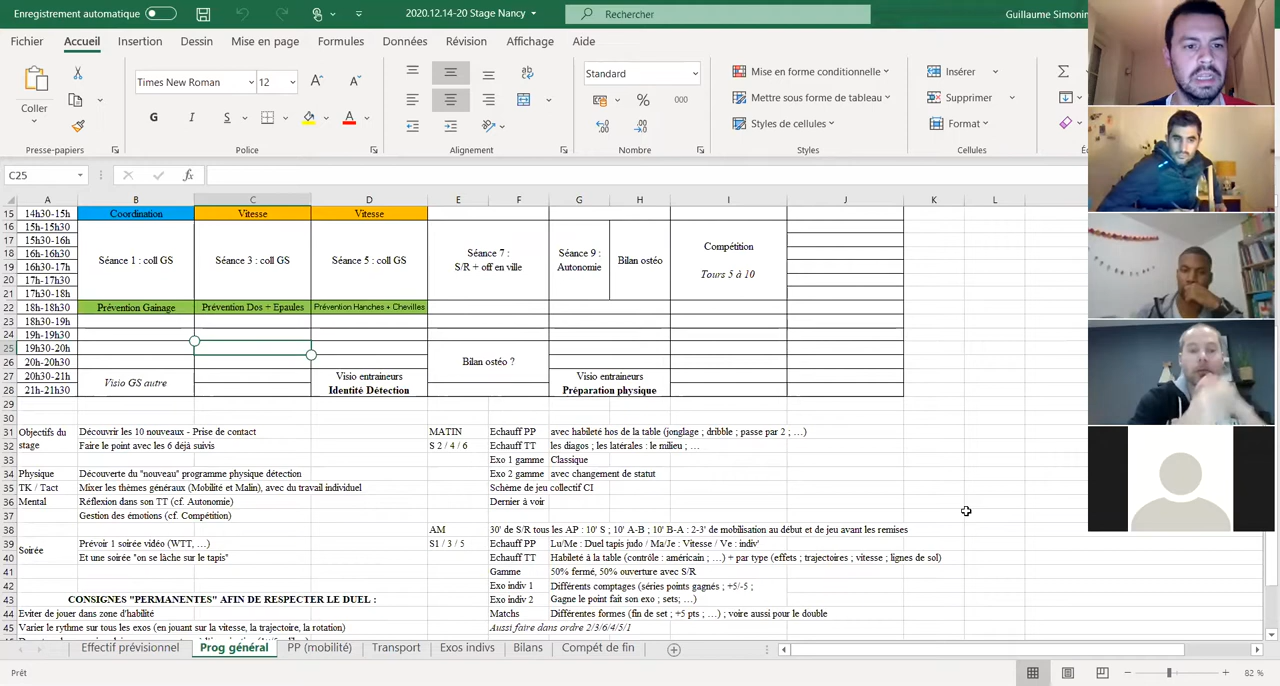 Enregistrement automatique
2020.12.14-20 Stage Nancy
Rechercher
Guillaume Simonin
Fichier Accueil Insertion Dessin Mise en page Formules Données Révision Affichage Aide
Coller
Times New Roman 12
G I S
Standard
% 000
Mise en forme conditionnelle
Mettre sous forme de tableau
Styles de cellules
Insérer
Supprimer
Format
Presse-papiers Police Alignement Nombre Styles Cellules
C25 fx
A B C D E F G H I J K L
15 14h30-15h Coordination Vitesse Vitesse
16 15h-15h30
17 15h30-16h
18 16h-16h30
19 16h30-17h
20 17h-17h30
21 17h30-18h
Séance 1 : coll GS
Séance 3 : coll GS
Séance 5 : coll GS
Séance 7 :
S/R + off en ville
Séance 9 :
Autonomie
Bilan ostéo
Compétition
Tours 5 à 10
22 18h-18h30 Prévention Gainage Prévention Dos + Epaules Prévention Hanches + Chevilles
23 18h30-19h
24 19h-19h30
25 19h30-20h
26 20h-20h30 Bilan ostéo ?
27 20h30-21h Visio entraineurs Visio entraineurs
Visio GS autre
28 21h-21h30 Identité Détection Préparation physique
29
30
31 Objectifs du Découvrir les 10 nouveaux - Prise de contact MATIN Echauff PP avec habileté hos de la table (jonglage ; dribble ; passe par 2 ; …)
32 stage Faire le point avec les 6 déjà suivis S 2 / 4 / 6 Echauff TT les diagos ; les latérales : le milieu ; …
33 Exo 1 gamme Classique
34 Physique Découverte du "nouveau" programme physique détection Exo 2 gamme avec changement de statut
35 TK / Tact Mixer les thèmes généraux (Mobilité et Malin), avec du travail individuel Schème de jeu collectif CI
36 Mental Réflexion dans son TT (cf. Autonomie) Dernier à voir
37 Gestion des émotions (cf. Compétition)
38 AM 30' de S/R tous les AP : 10' S ; 10' A-B ; 10' B-A : 2-3' de mobilisation au début et de jeu avant les remises
39 Soirée Prévoir 1 soirée vidéo (WTT, …) S1 / 3 / 5 Echauff PP Lu/Me : Duel tapis judo / Ma/Je : Vitesse / Ve : indiv'
40 Et une soirée "on se lâche sur le tapis" Echauff TT Habileté à la table (contrôle : américain ; …) + par type (effets ; trajectoires ; vitesse ; lignes de sol)
41 Gamme 50% fermé, 50% ouverture avec S/R
42 Exo indiv 1 Différents comptages (séries points gagnés ; +5/-5 ;
43 CONSIGNES "PERMANENTES" AFIN DE RESPECTER LE DUEL : Exo indiv 2 Gagne le point fait son exo ; sets; …)
44 Eviter de jouer dans zone d'habilité Matchs Différentes formes (fin de set ; +5 pts ; …) ; voire aussi pour le double
45 Varier le rythme sur tous les exos (en jouant sur la vitesse, la trajectoire, la rotation) Aussi faire dans ordre 2/3/6/4/5/1
Effectif prévisionnel Prog général PP (mobilité) Transport Exos indivs Bilans Compét de fin
Prêt 82 %